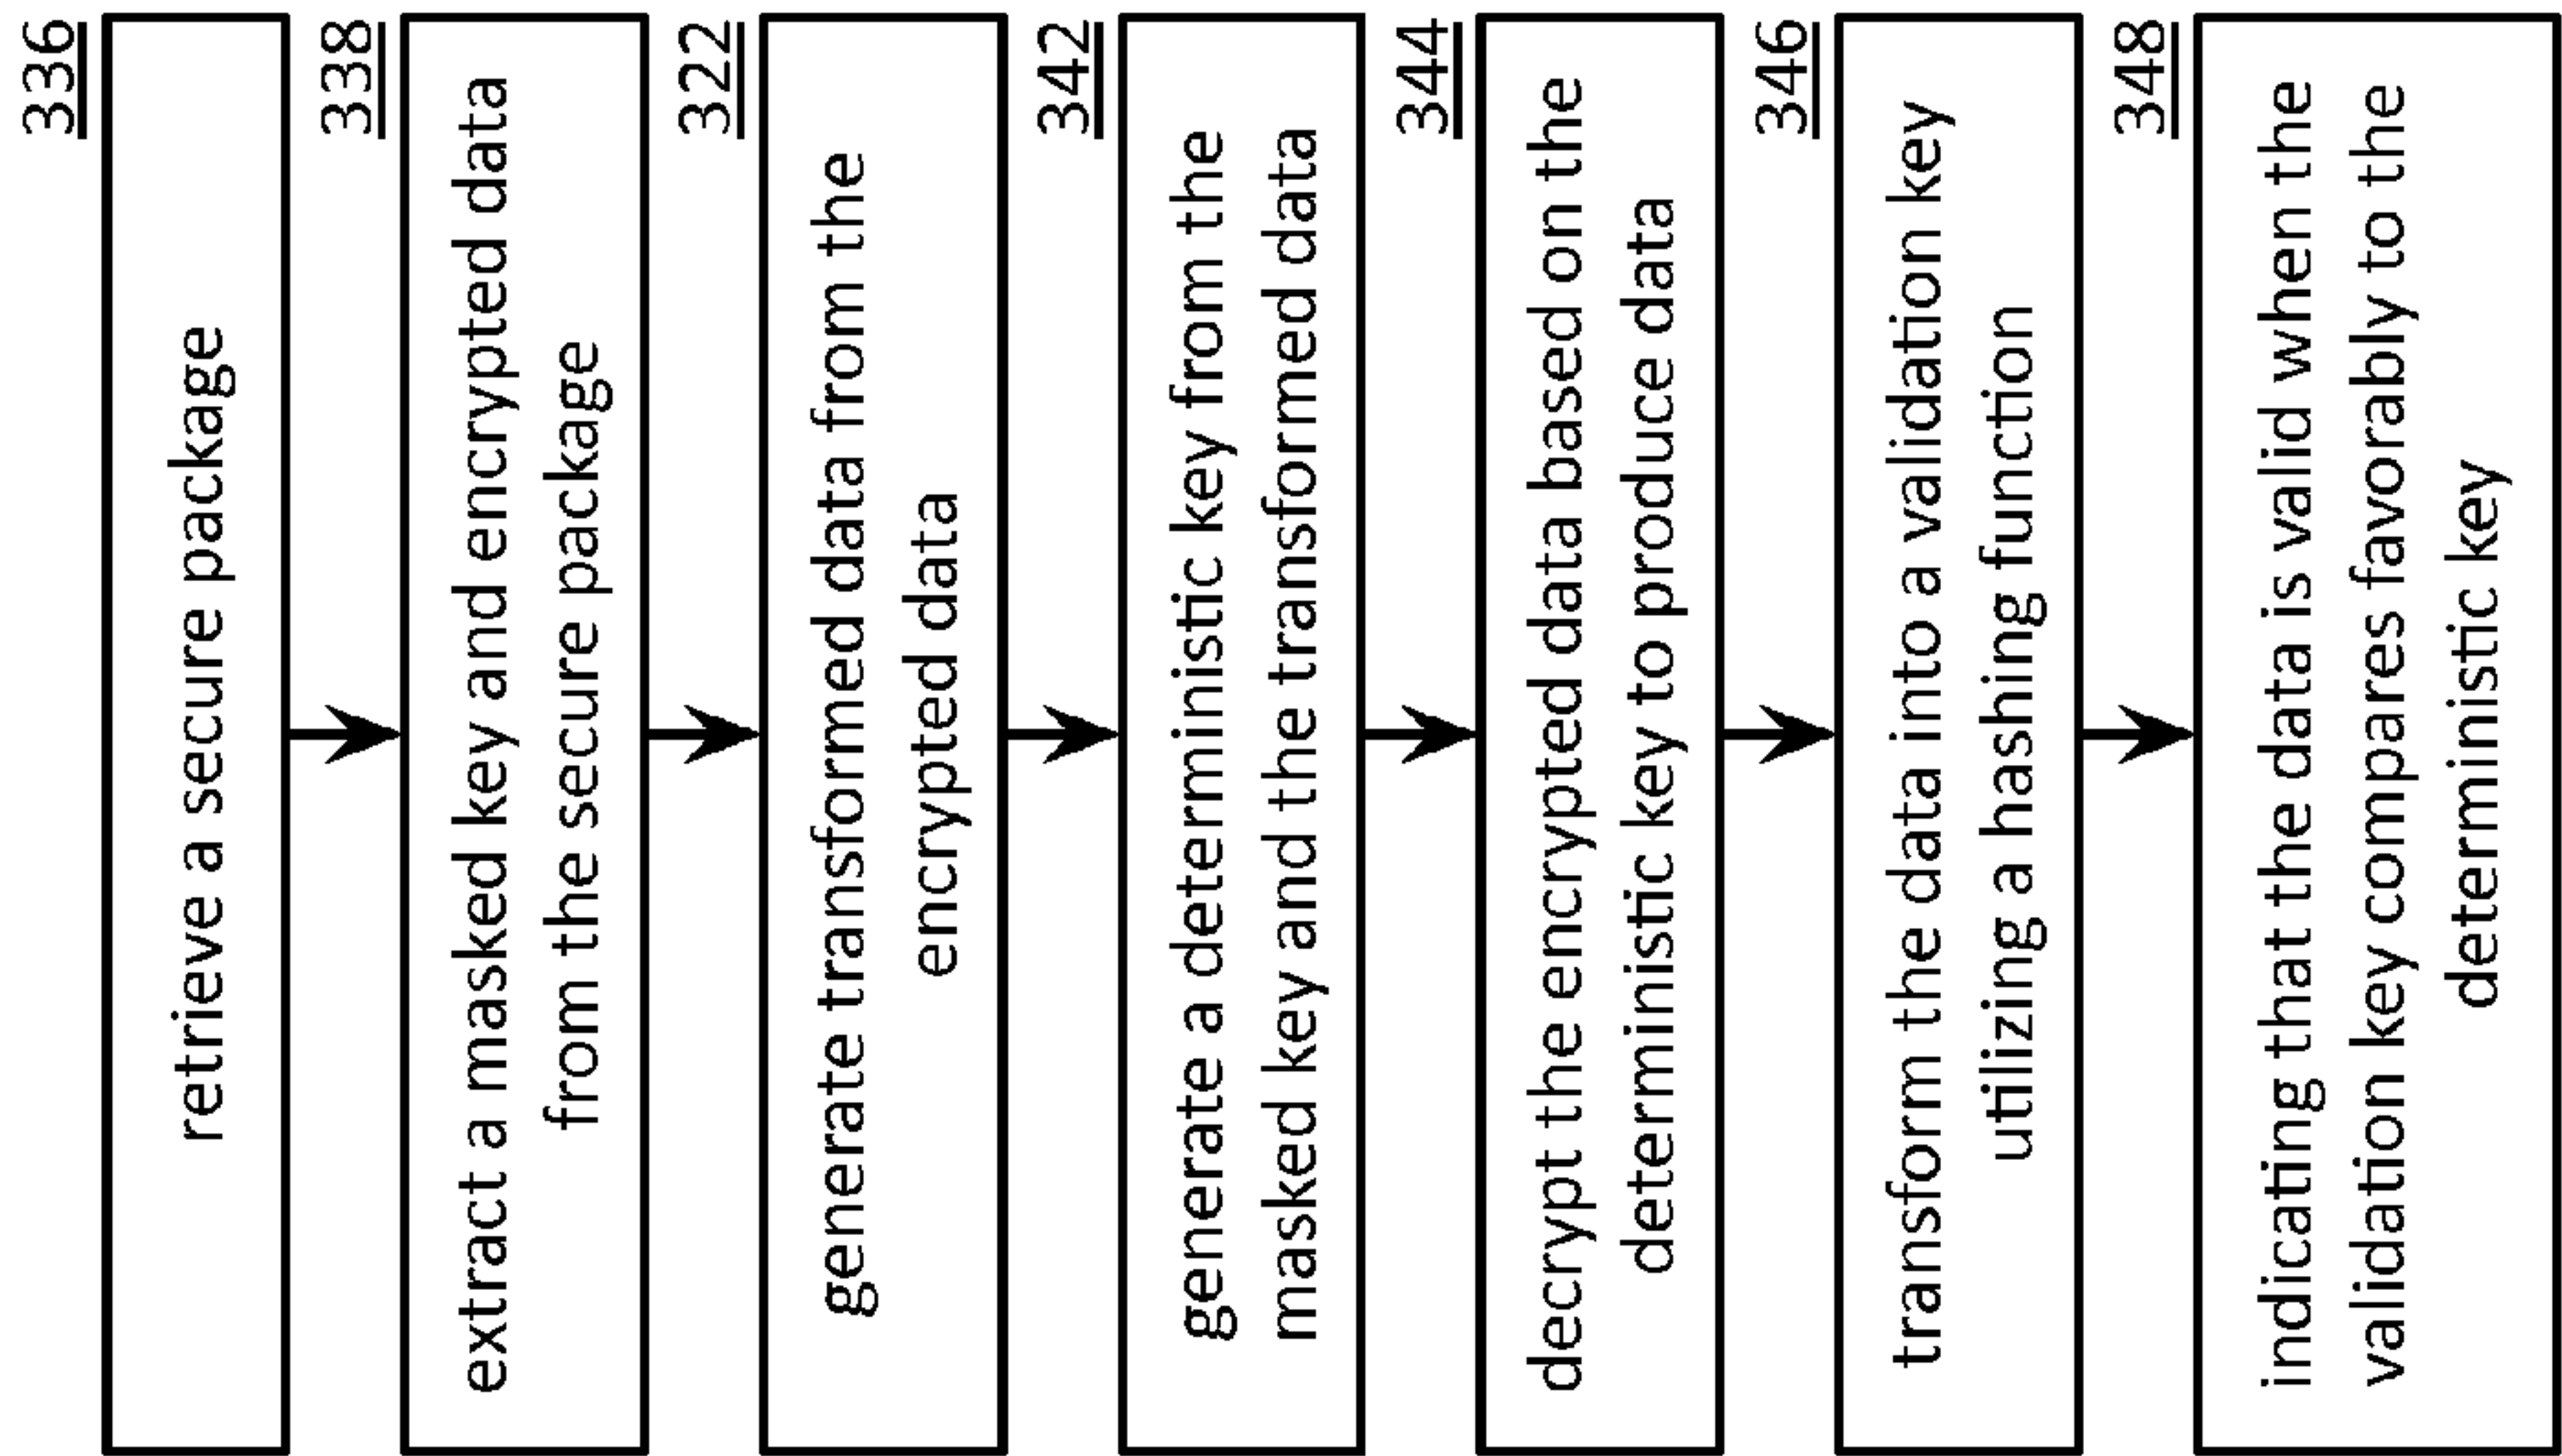 336
retrieve a secure package
338
extract a masked key and encrypted data
from the secure package
322
generate transformed data from the
encrypted data
342
generate a deterministic key from the
masked key and the transformed data
344
decrypt the encrypted data based on the
deterministic key to produce data
346
transform the data into a validation key
utilizing a hashing function
348
indicating that the data is valid when the
validation key compares favorably to the
deterministic key